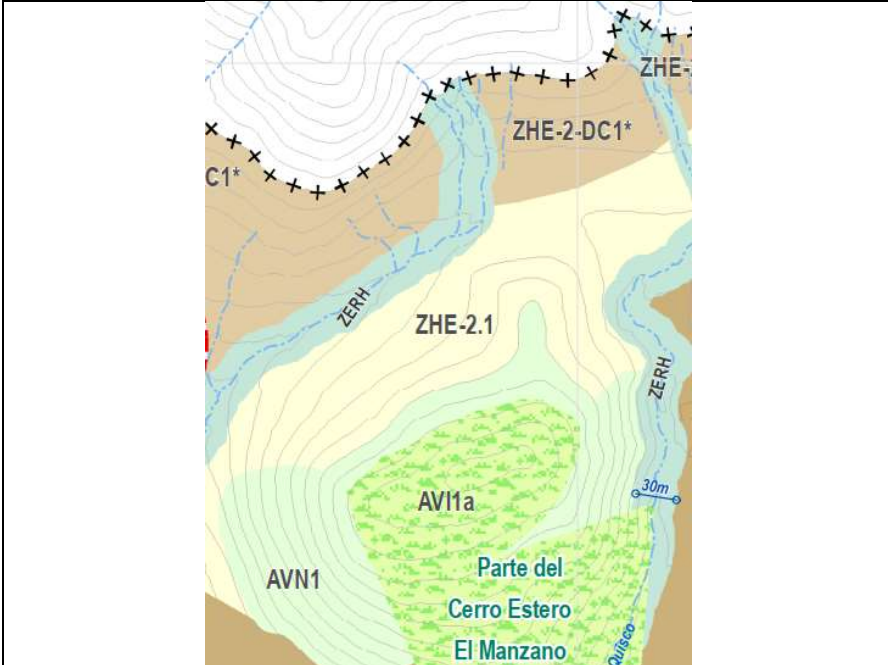 ZHE-2
ZHE-2-DC1*
C1*
ZERH
ZHE-2.1
ZERH
30m
AVI1a
AVN1
Parte del
Cerro Estero
El Manzano
Quisco